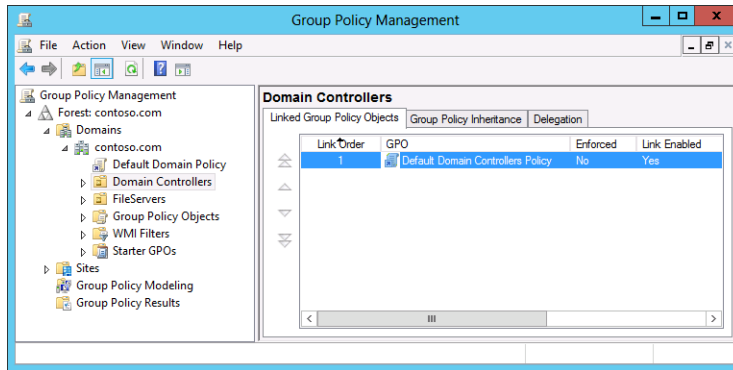 Group Policy Management
File Action View Window Help
Group Policy Management
Forest: contoso.com
Domains
contoso.com
Default Domain Policy
Domain Controllers
FileServers
Group Policy Objects
WMI Filters
Starter GPOs
Sites
Group Policy Modeling
Group Policy Results
Domain Controllers
Linked Group Policy Objects Group Policy Inheritance Delegation
Link Order GPO Enforced Link Enabled
1 Default Domain Controllers Policy No Yes